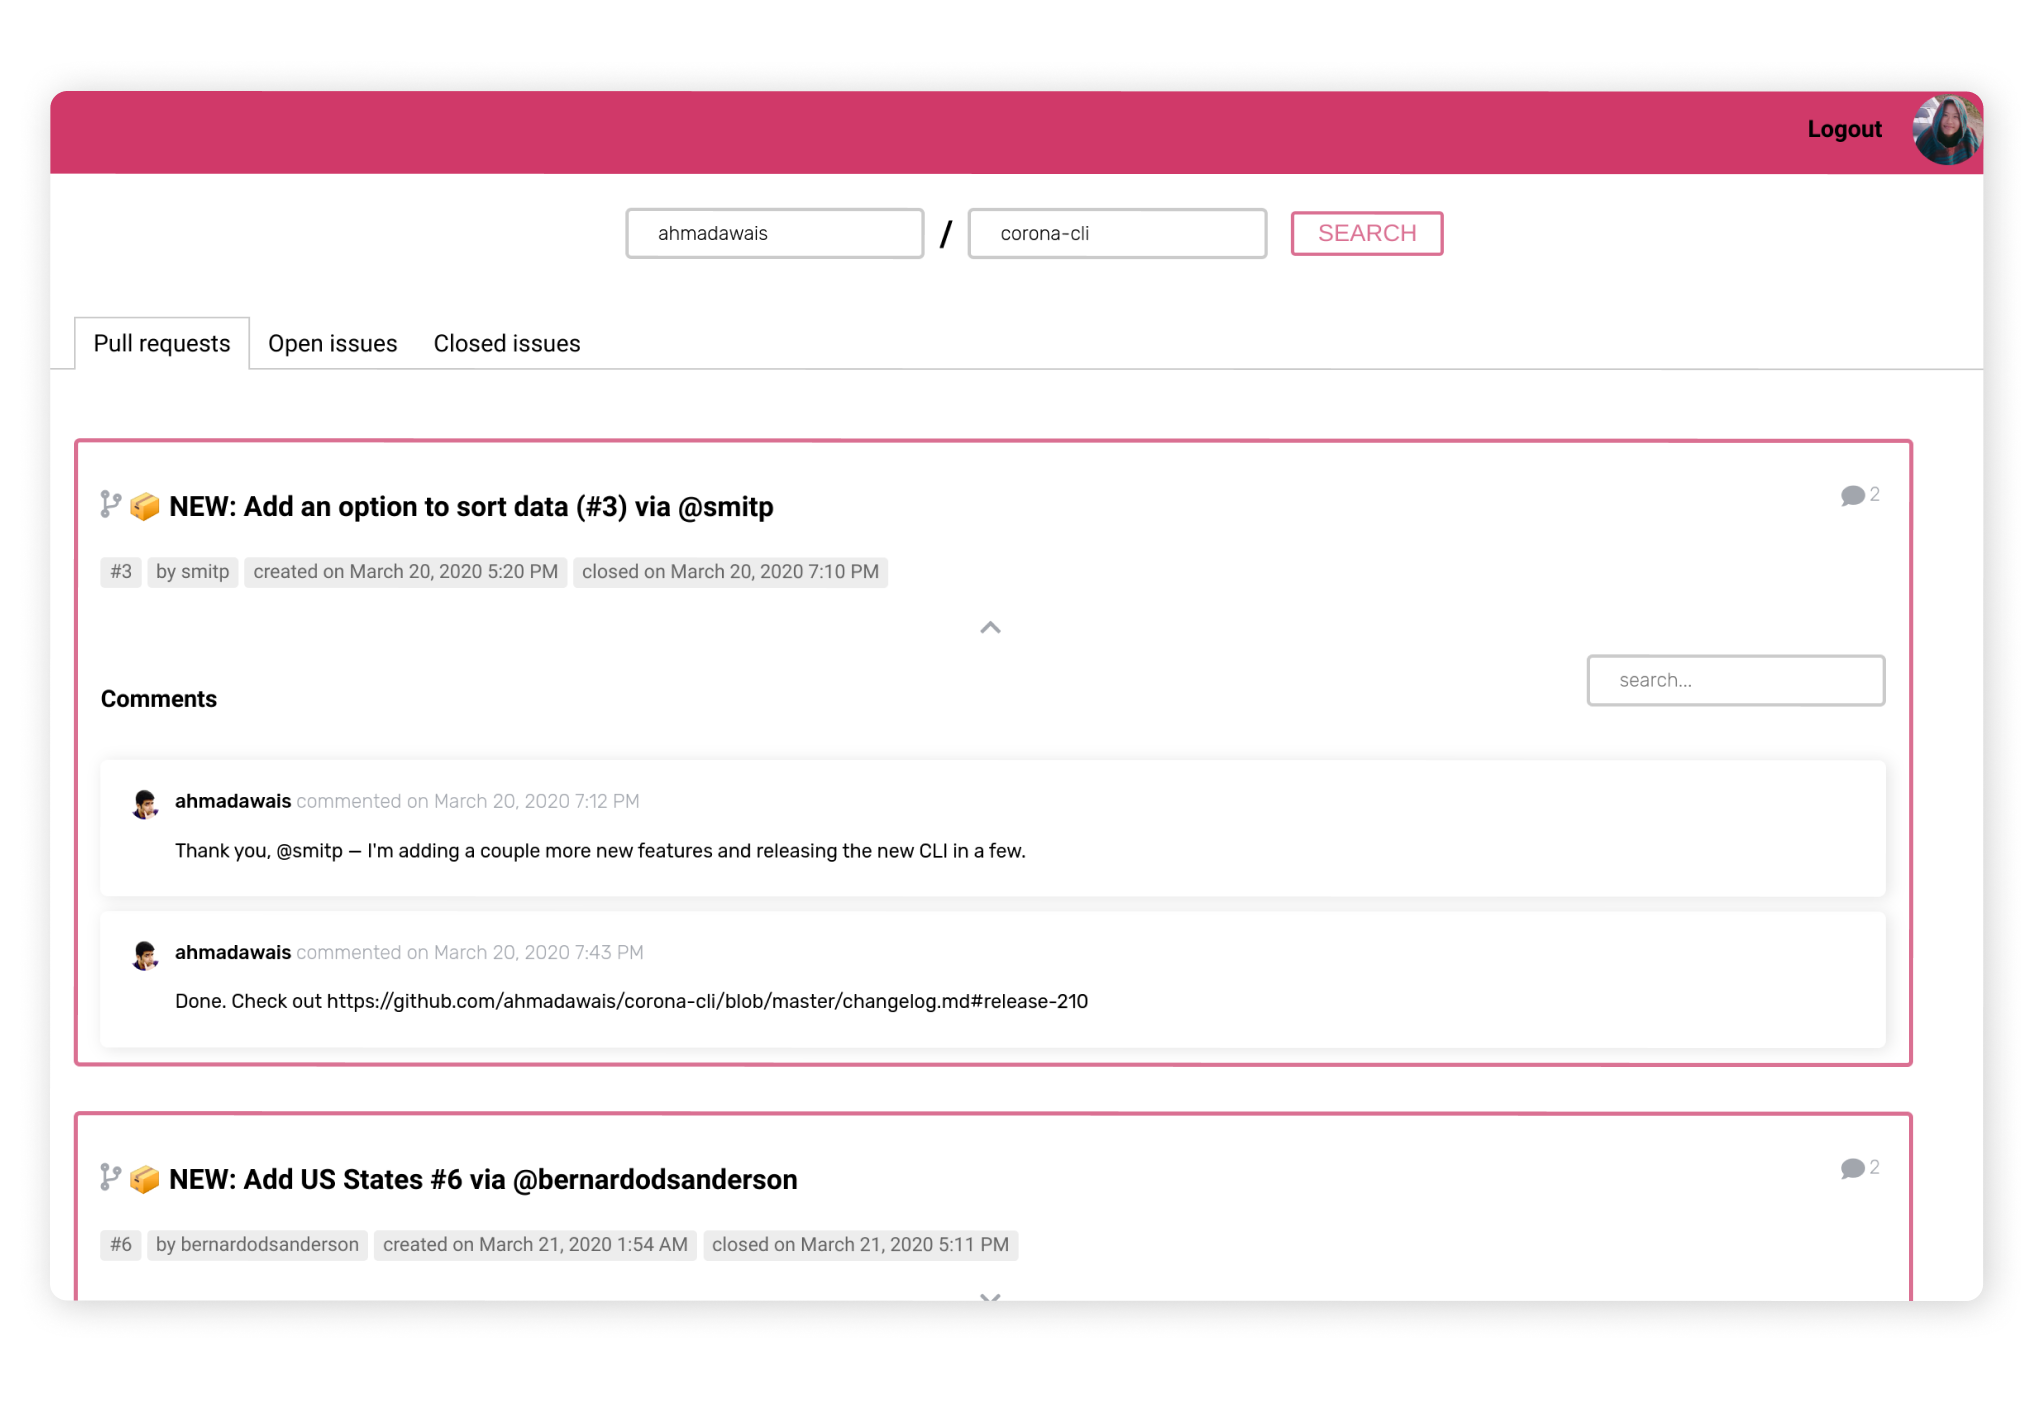 Logout
ahmadawais / corona-cli SEARCH
Pull requests Open issues Closed issues
NEW: Add an option to sort data (#3) via @smitp 2
#3 by smitp created on March 20, 2020 5:20 PM closed on March 20, 2020 7:10 PM
search...
Comments
ahmadawais commented on March 20, 2020 7:12 PM
Thank you, @smitp — I'm adding a couple more new features and releasing the new CLI in a few.
ahmadawais commented on March 20, 2020 7:43 PM
Done. Check out https://github.com/ahmadawais/corona-cli/blob/master/changelog.md#release-210
NEW: Add US States #6 via @bernardodsanderson 2
#6 by bernardodsanderson created on March 21, 2020 1:54 AM closed on March 21, 2020 5:11 PM